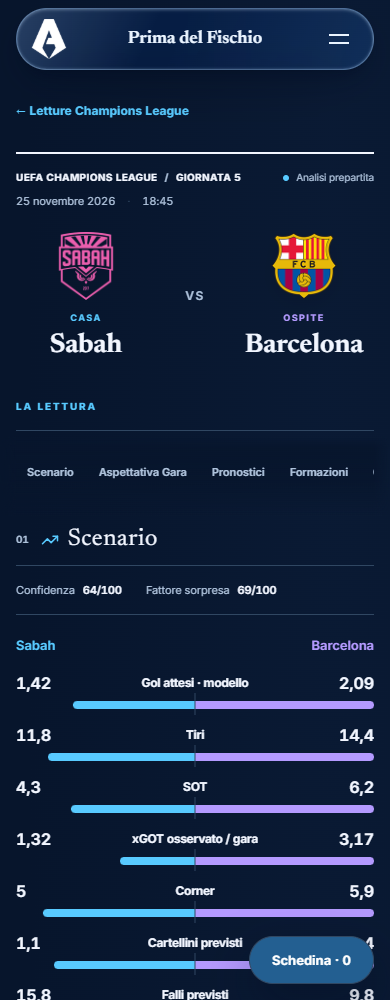 Prima del Fischio
← Letture Champions League
UEFA CHAMPIONS LEAGUE / GIORNATA 5
Analisi prepartita
25 novembre 2026 · 18:45
SABAH
FCB
VS
CASA
OSPITE
Sabah
Barcelona
LA LETTURA
Scenario Aspettativa Gara Pronostici Formazioni
01 Scenario
Confidenza 64/100 Fattore sorpresa 69/100
Sabah Barcelona
1,42 Gol attesi · modello 2,09
11,8 Tiri 14,4
4,3 SOT 6,2
1,32 xGOT osservato / gara 3,17
5 Corner 5,9
1,1 Cartellini previsti 4
Schedina · 0
15,8 Falli previsti 9,8